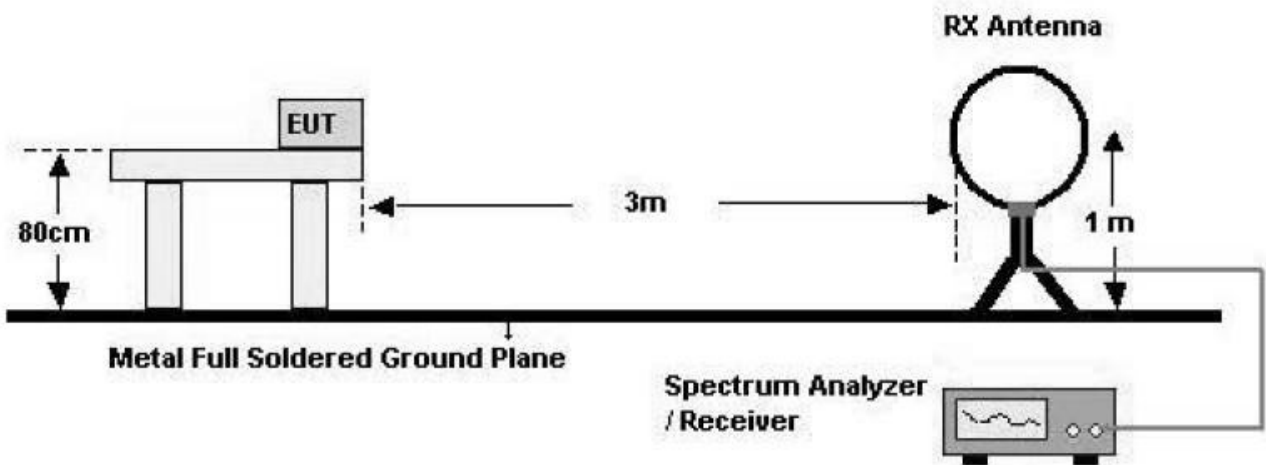 RX Antenna
EUT
80cm
3m
1 m
Metal Full Soldered Ground Plane
Spectrum Analyzer
/ Receiver